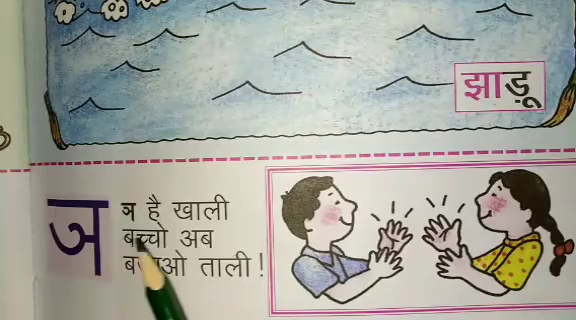 झाड़ू
ञ
ञ है खाली
बच्चो अब
ताली !